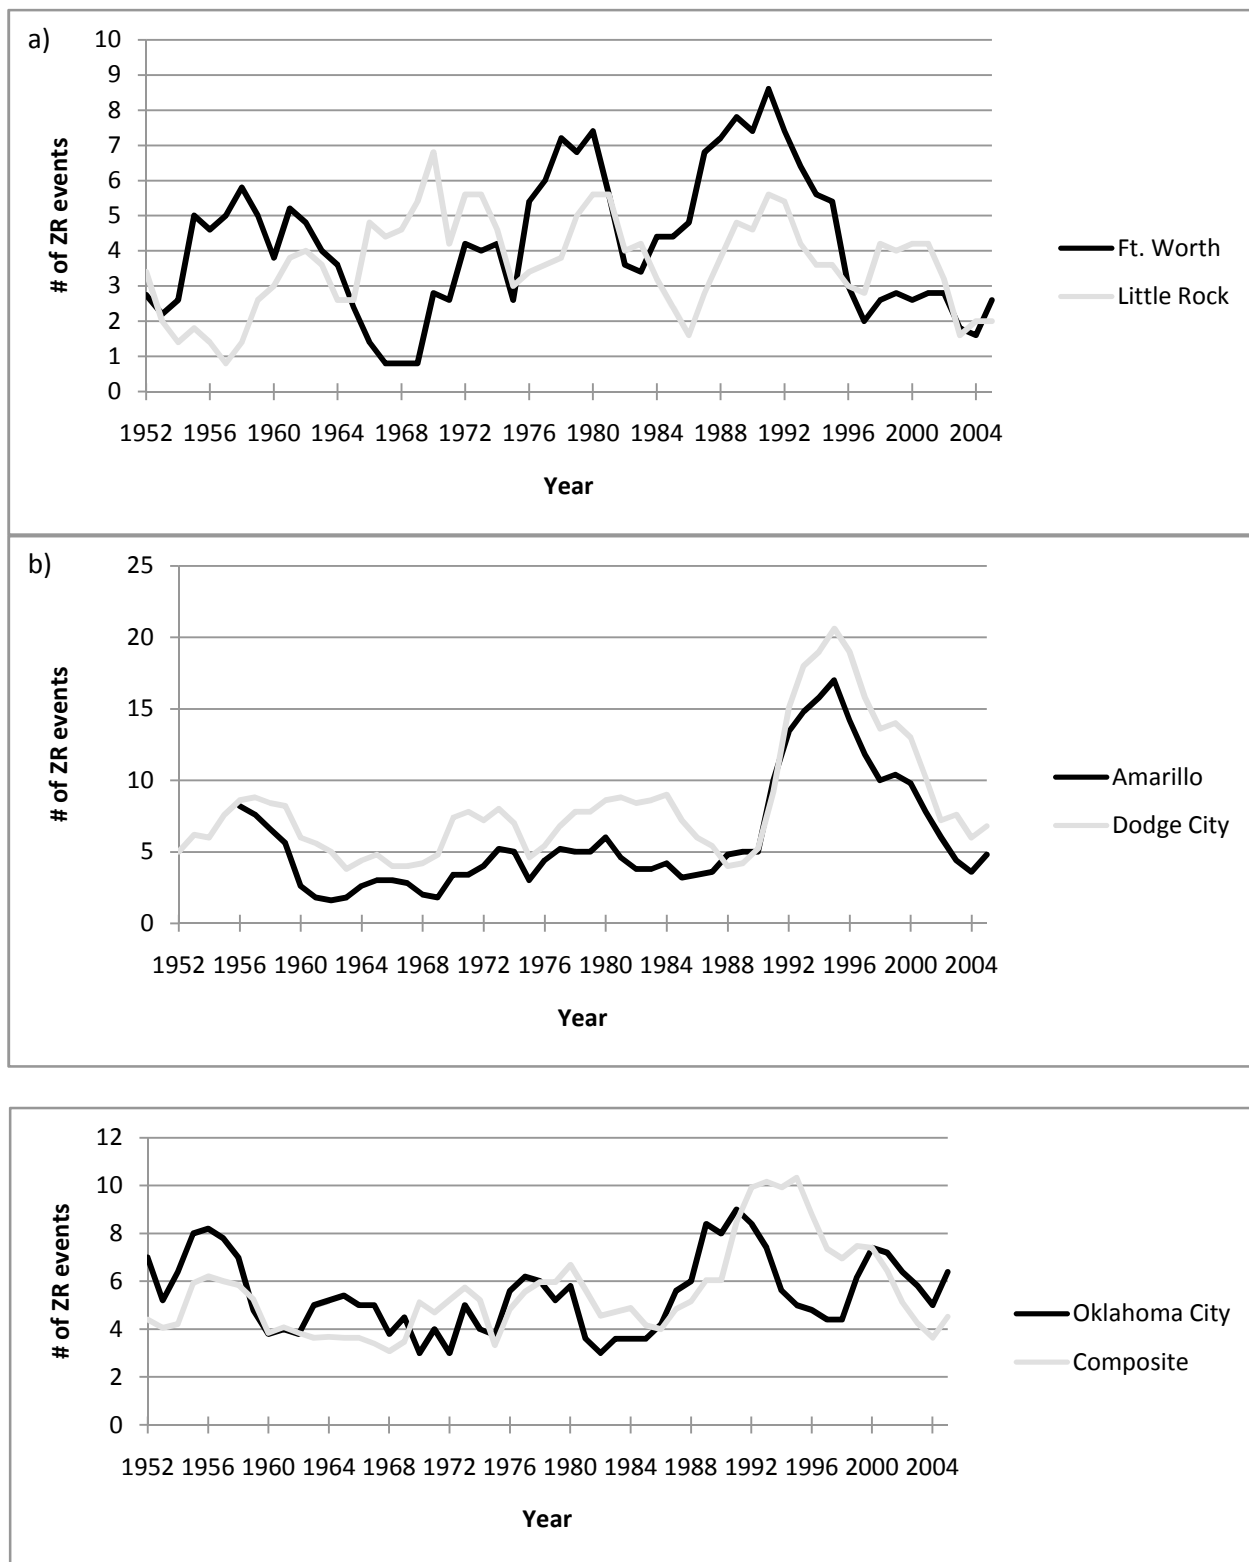 a)
10
9
8
7
6
5
4
3
2
1
0
# of ZR events
1952 1956 1960 1964 1968 1972 1976 1980 1984 1988 1992 1996 2000 2004
Year
Ft. Worth
Little Rock
b)
25
20
15
10
5
0
# of ZR events
1952 1956 1960 1964 1968 1972 1976 1980 1984 1988 1992 1996 2000 2004
Year
Amarillo
Dodge City
12
10
8
6
4
2
0
# of ZR events
1952 1956 1960 1964 1968 1972 1976 1980 1984 1988 1992 1996 2000 2004
Year
Oklahoma City
Composite